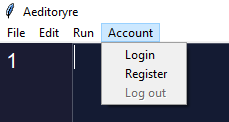 Aeditoryre
File Edit Run Account
1
Login
Register
Log out